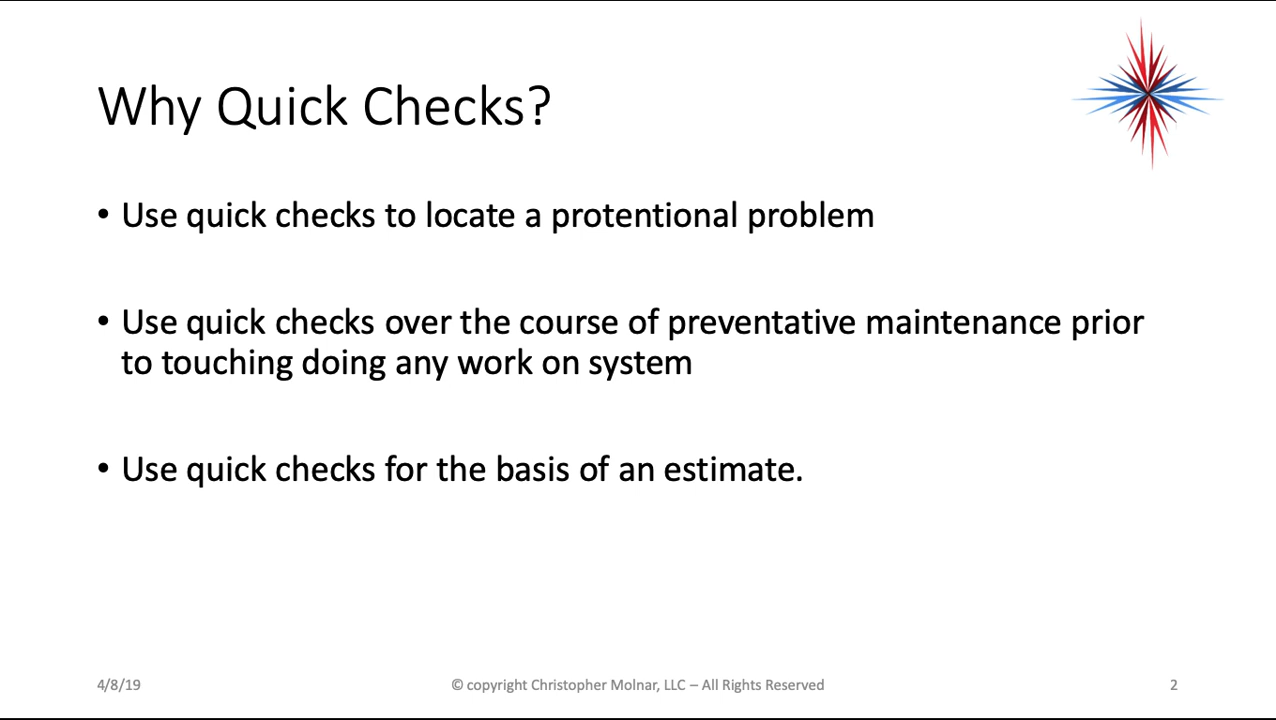 Why Quick Checks?
• Use quick checks to locate a protentional problem
• Use quick checks over the course of preventative maintenance prior
to touching doing any work on system
• Use quick checks for the basis of an estimate.
4/8/19
© copyright Christopher Molnar, LLC – All Rights Reserved
2